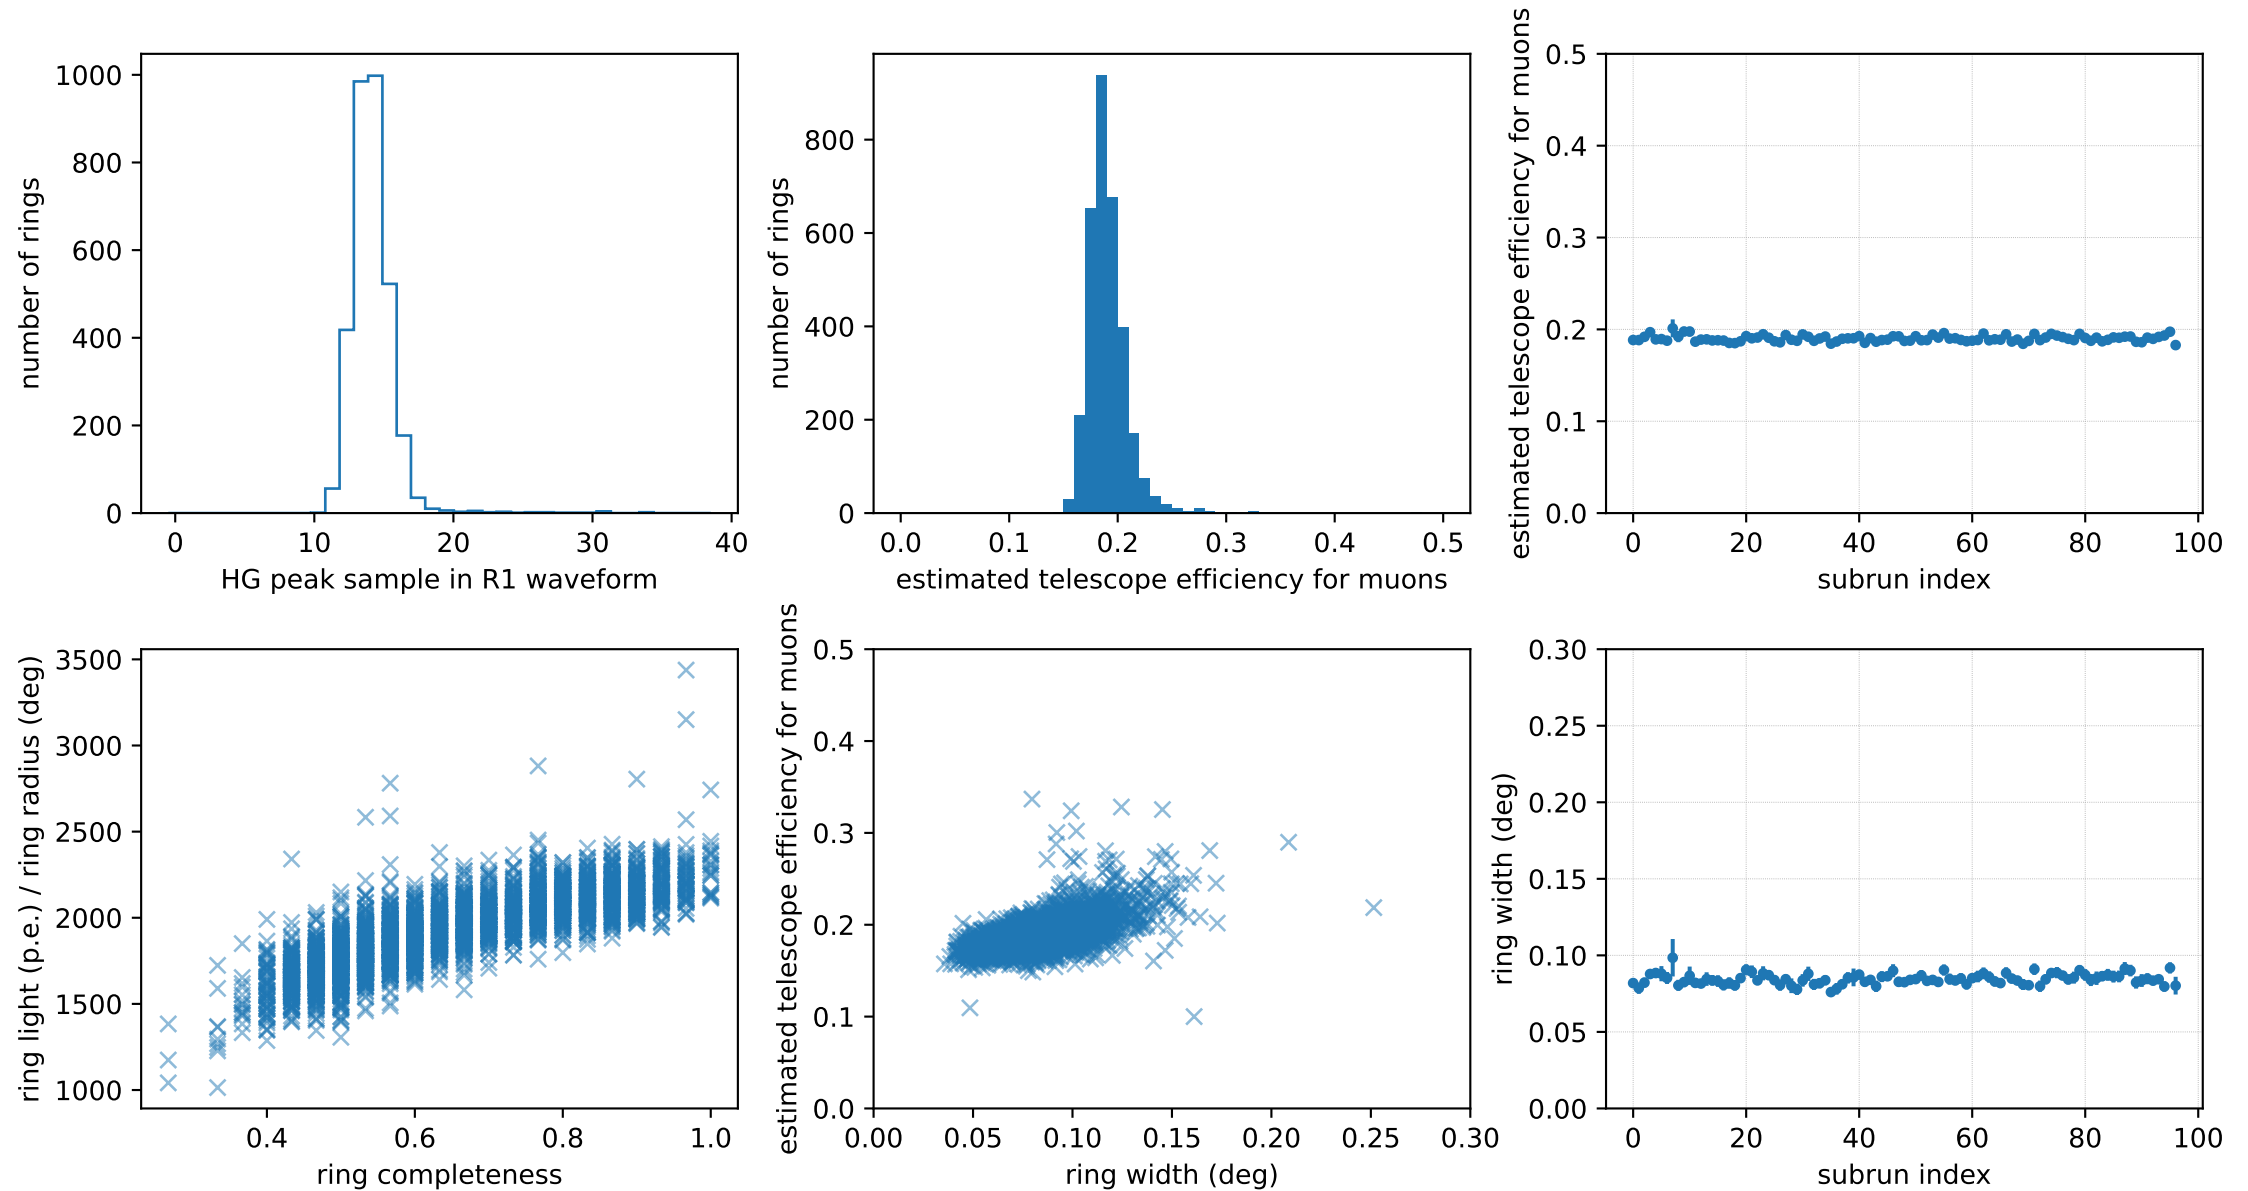 number of rings
1000
800
600
400
200
0
0 10 20 30 40
HG peak sample in R1 waveform
number of rings
800
600
400
200
0
0.0 0.1 0.2 0.3 0.4 0.5
estimated telescope efficiency for muons
estimated telescope efficiency for muons
0.5
0.4
0.3
0.2
0.1
0.0
0 20 40 60 80 100
subrun index
ring light (p.e.) / ring radius (deg)
3500
3000
2500
2000
1500
1000
0.4 0.6 0.8 1.0
ring completeness
estimated telescope efficiency for muons
0.5
0.4
0.3
0.2
0.1
0.0
0.00 0.05 0.10 0.15 0.20 0.25 0.30
ring width (deg)
ring width (deg)
0.30
0.25
0.20
0.15
0.10
0.05
0.00
0 20 40 60 80 100
subrun index